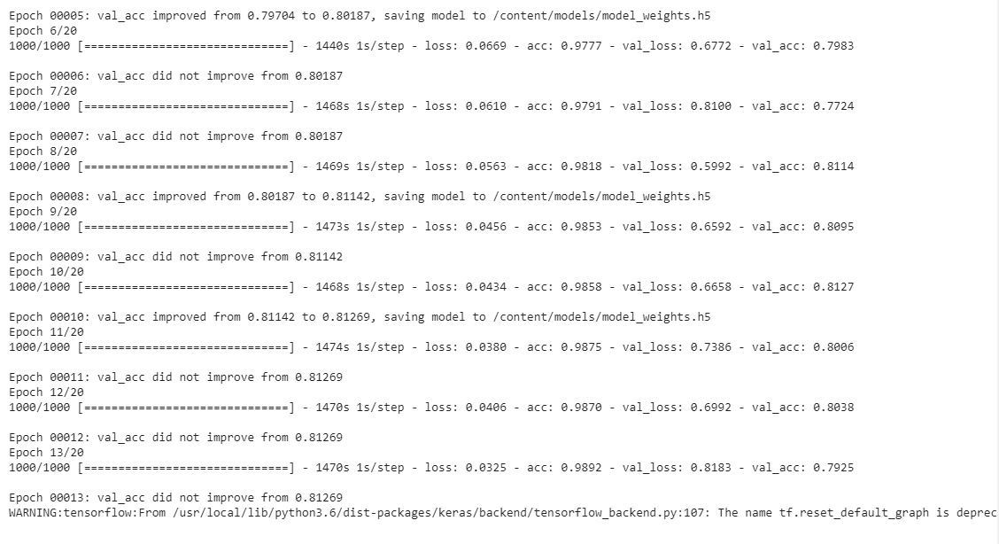 Epoch 00005: val_acc improved from 0.79704 to 0.80187, saving model to /content/models/model_weights.h5
Epoch 6/20
1000/1000 [==============================] - 1440s 1s/step - loss: 0.0669 - acc: 0.9777 - val_loss: 0.6772 - val_acc: 0.7983
Epoch 00006: val_acc did not improve from 0.80187
Epoch 7/20
1000/1000 [==============================] - 1468s 1s/step - loss: 0.0610 - acc: 0.9791 - val_loss: 0.8100 - val_acc: 0.7724
Epoch 00007: val_acc did not improve from 0.80187
Epoch 8/20
1000/1000 [==============================] - 1469s 1s/step - loss: 0.0563 - acc: 0.9818 - val_loss: 0.5992 - val_acc: 0.8114
Epoch 00008: val_acc improved from 0.80187 to 0.81142, saving model to /content/models/model_weights.h5
Epoch 9/20
1000/1000 [==============================] - 1473s 1s/step - loss: 0.0456 - acc: 0.9853 - val_loss: 0.6592 - val_acc: 0.8095
Epoch 00009: val_acc did not improve from 0.81142
Epoch 10/20
1000/1000 [==============================] - 1468s 1s/step - loss: 0.0434 - acc: 0.9858 - val_loss: 0.6658 - val_acc: 0.8127
Epoch 00010: val_acc improved from 0.81142 to 0.81269, saving model to /content/models/model_weights.h5
Epoch 11/20
1000/1000 [==============================] - 1474s 1s/step - loss: 0.0380 - acc: 0.9875 - val_loss: 0.7386 - val_acc: 0.8006
Epoch 00011: val_acc did not improve from 0.81269
Epoch 12/20
1000/1000 [==============================] - 1470s 1s/step - loss: 0.0406 - acc: 0.9870 - val_loss: 0.6992 - val_acc: 0.8038
Epoch 00012: val_acc did not improve from 0.81269
Epoch 13/20
1000/1000 [==============================] - 1470s 1s/step - loss: 0.0325 - acc: 0.9892 - val_loss: 0.8183 - val_acc: 0.7925
Epoch 00013: val_acc did not improve from 0.81269
WARNING:tensorflow:From /usr/local/lib/python3.6/dist-packages/keras/backend/tensorflow_backend.py:107: The name tf.reset_default_graph is deprec